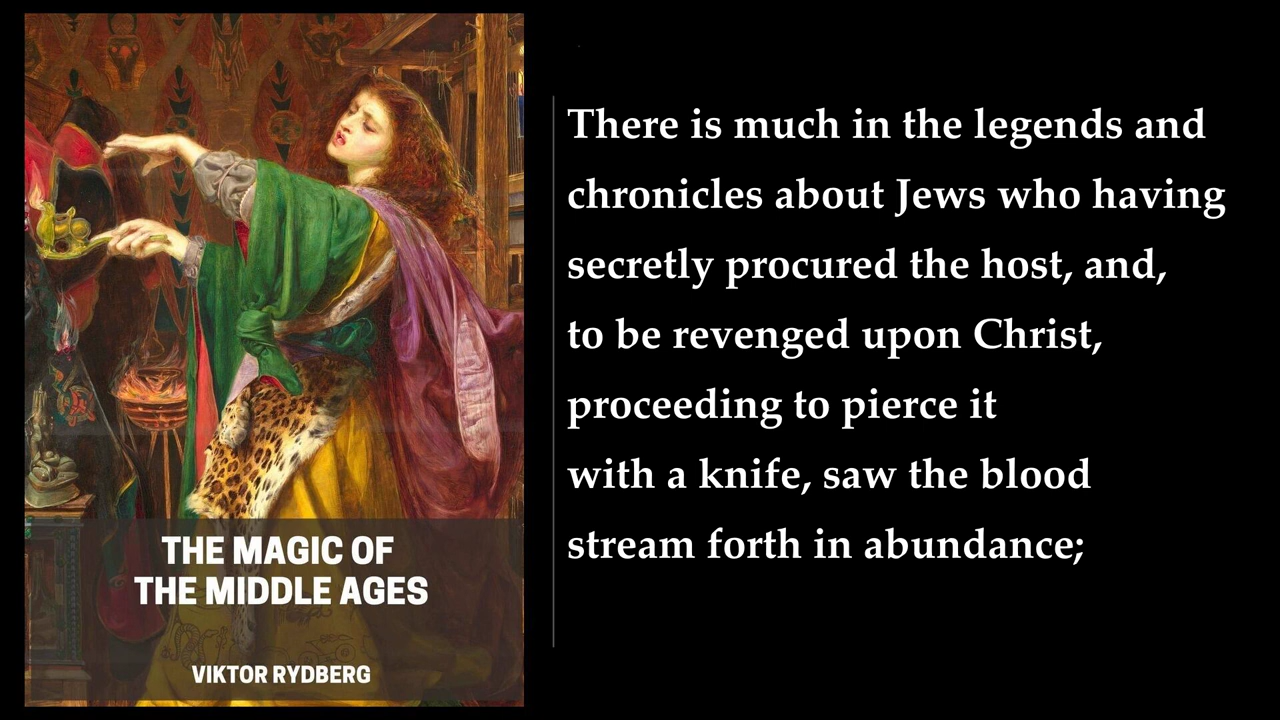 THE MAGIC OF
THE MIDDLE AGES
VIKTOR RYDBERG
There is much in the legends and
chronicles about Jews who having
secretly procured the host, and,
to be revenged upon Christ,
proceeding to pierce it
with a knife, saw the blood
stream forth in abundance;